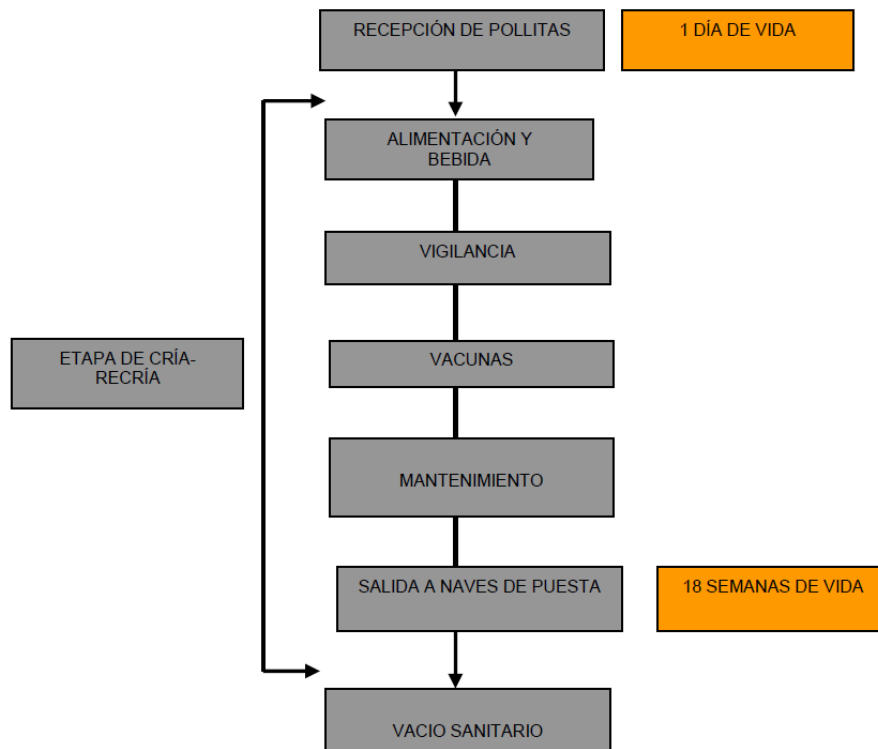 RECEPCIÓN DE POLLITAS
1 DÍA DE VIDA
ALIMENTACIÓN Y
BEBIDA
VIGILANCIA
ETAPA DE CRÍA-
RECRÍA
VACUNAS
MANTENIMIENTO
SALIDA A NAVES DE PUESTA
18 SEMANAS DE VIDA
VACIO SANITARIO